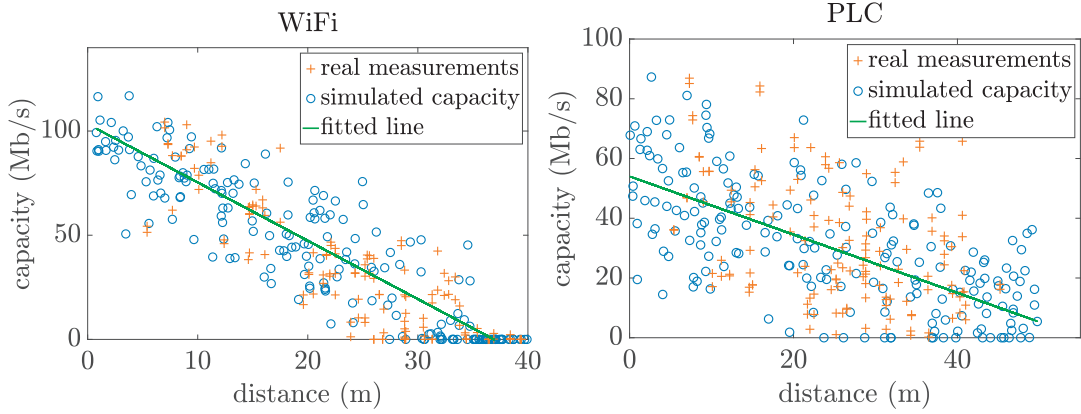 WiFi
real measurements
simulated capacity
fitted line
100
50
0
0
10
20
30
40
capacity (Mb/s)
distance (m)
PLC
real measurements
simulated capacity
fitted line
100
80
60
40
20
0
0
20
40
capacity (Mb/s)
distance (m)